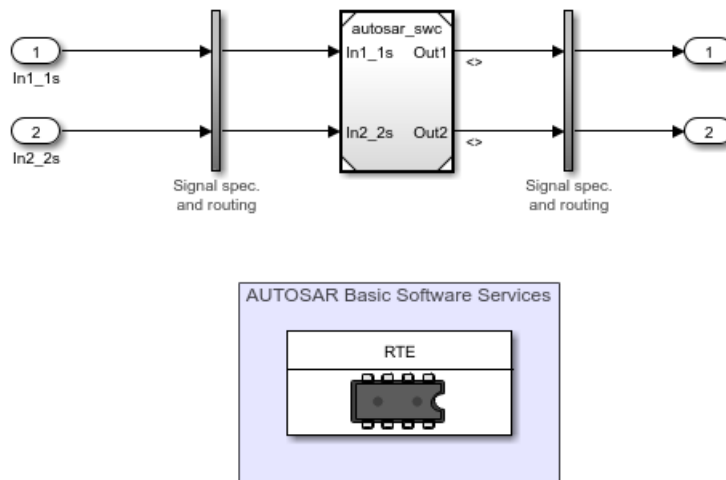 autosar_swc
1
In1_1s
In1_1s Out1
<>
1
2
In2_2s
In2_2s Out2
<>
2
Signal spec.
and routing
Signal spec.
and routing
AUTOSAR Basic Software Services
RTE